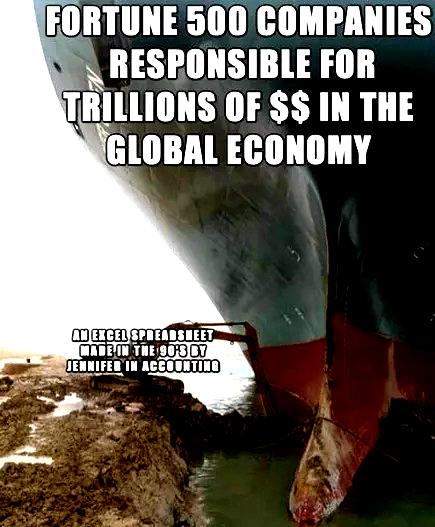 FORTUNE 500 COMPANIES
RESPONSIBLE FOR
TRILLIONS OF $$ IN THE
GLOBAL ECONOMY
AN EXCEL SPREADSHEET
MADE IN THE 90'S BY
JENNIFER IN ACCOUNTING